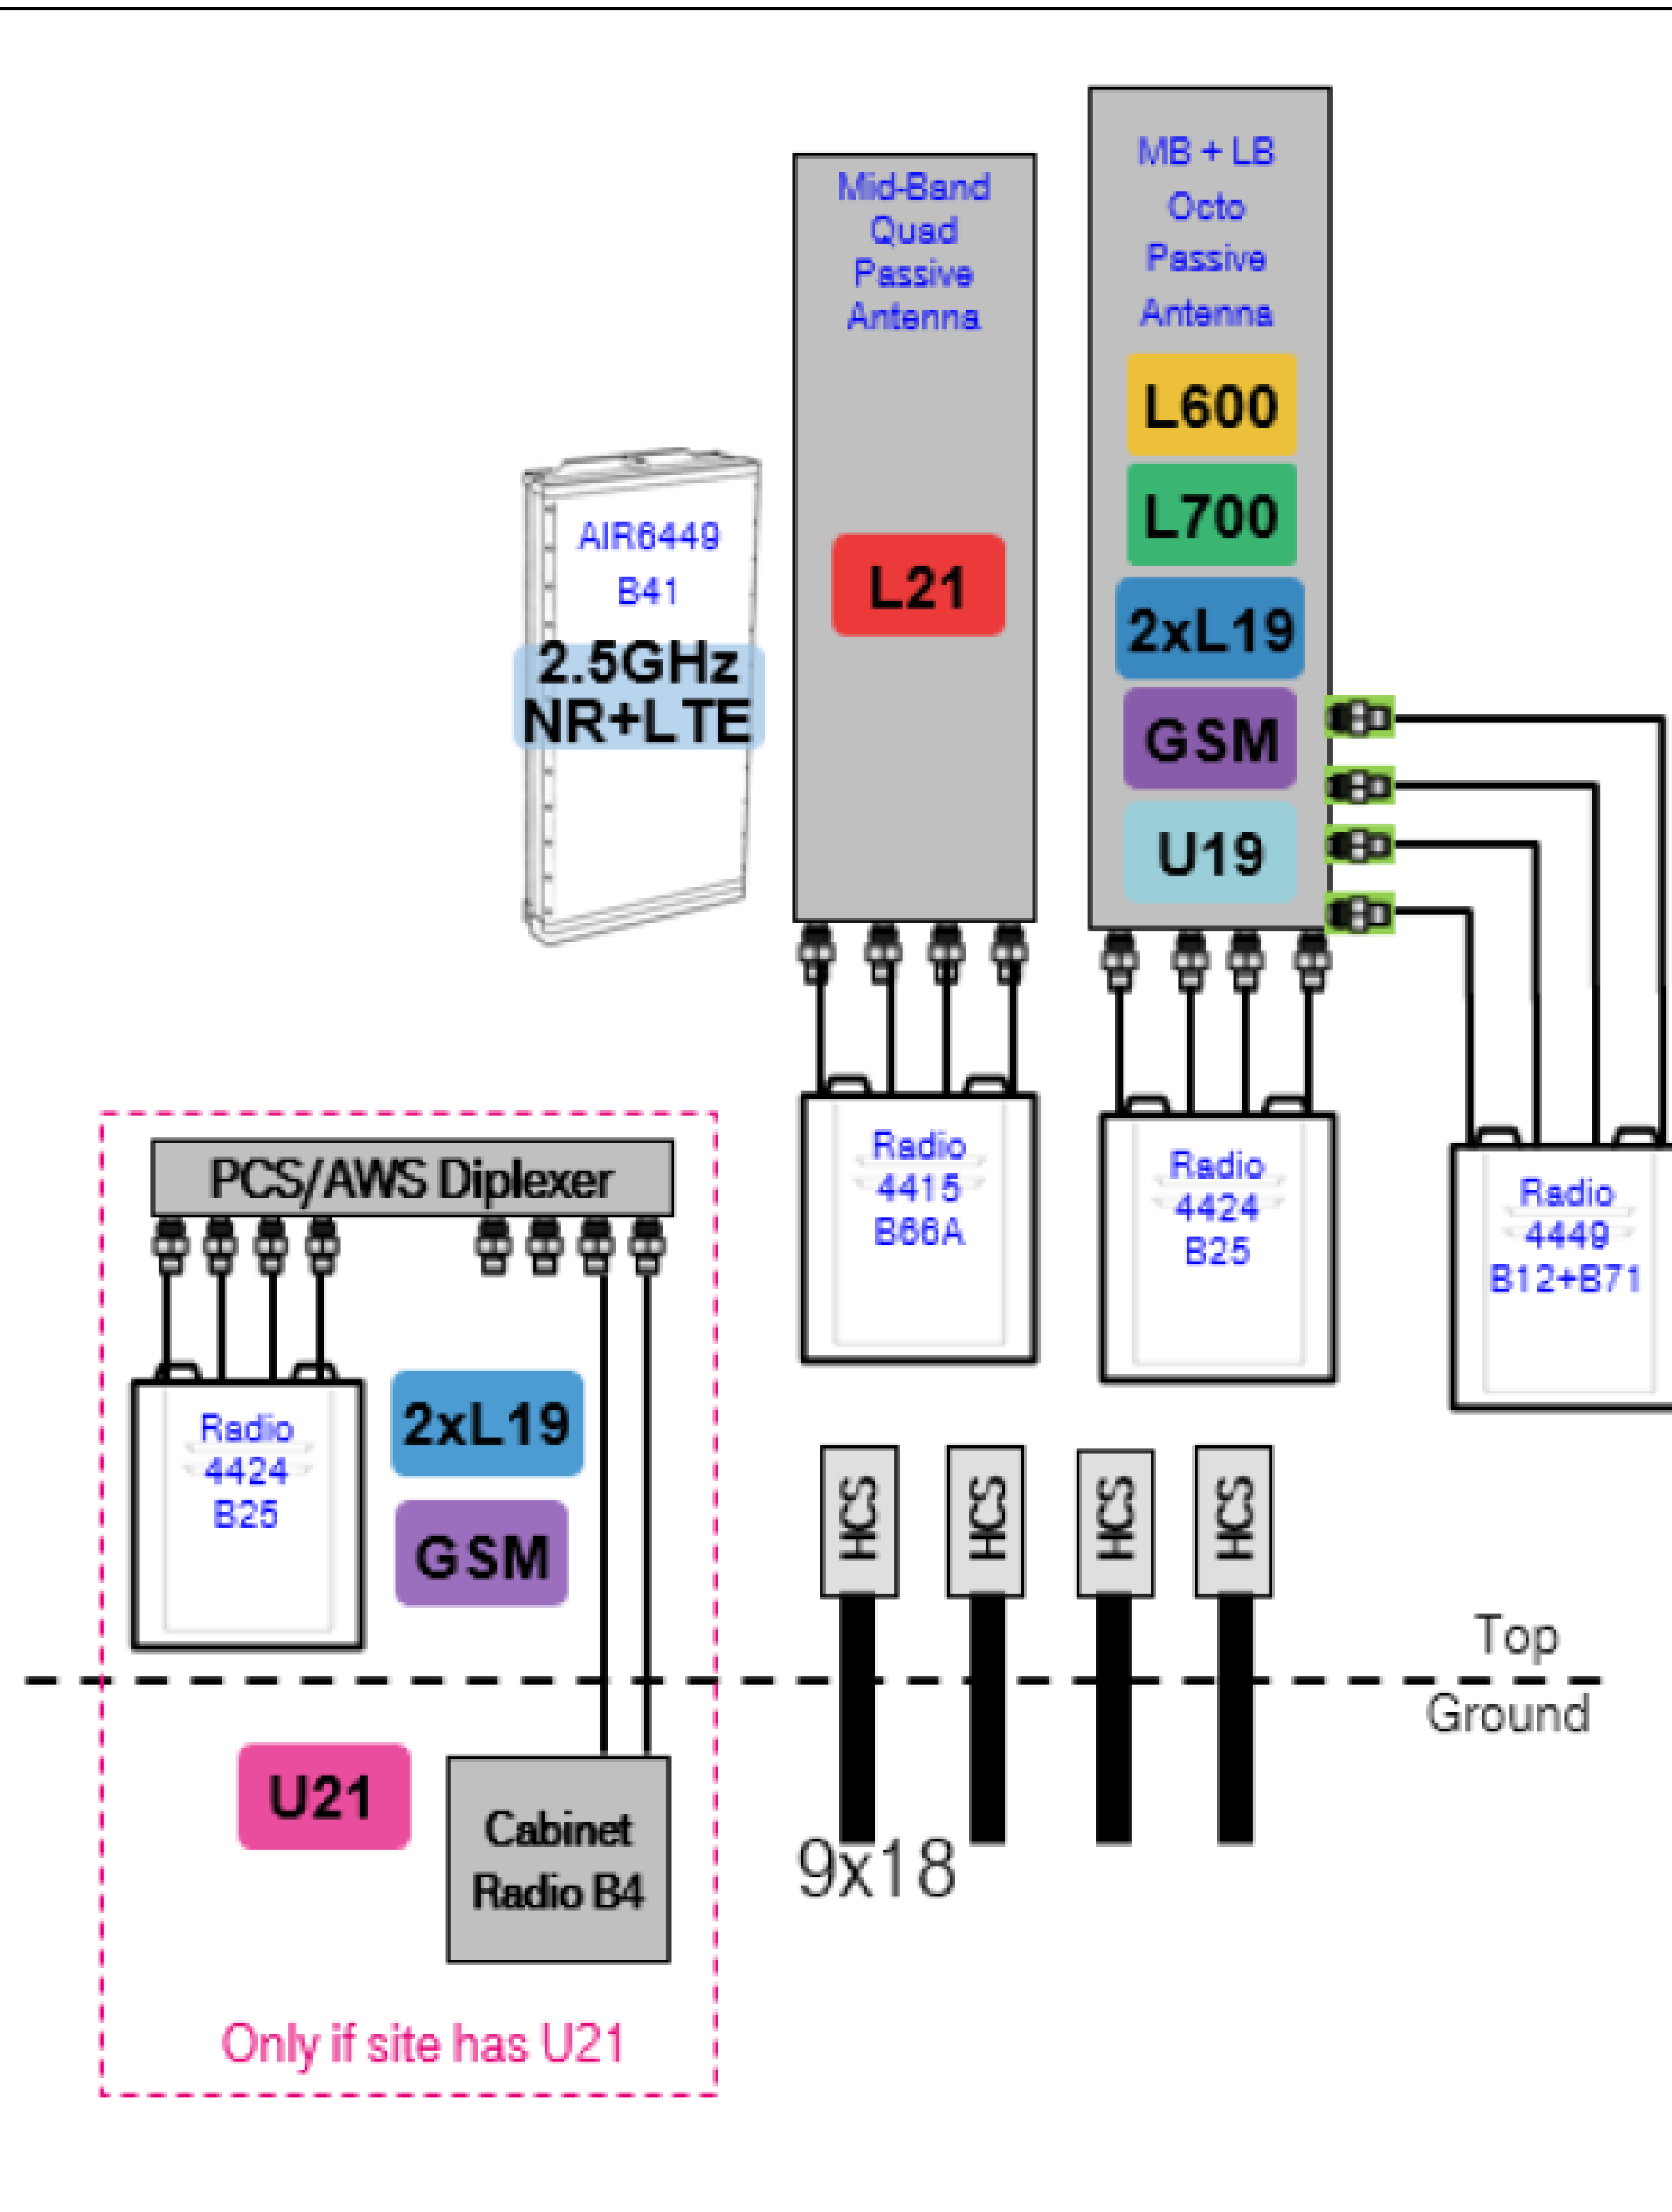 MB + LB
Octo
Passive
Antenna
L600
L700
2xL19
GSM
U19
Mid-Band
Quad
Passive
Antenna
L21
AIR6449
B41
2.5GHz
NR+LTE
PCS/AWS Diplexer
Radio
4415
B66A
Radio
4424
B25
Radio
4449
B12+B71
Radio
4424
B25
2xL19
GSM
HCS
HCS
HCS
HCS
Top
Ground
U21
Cabinet
Radio B4
9x18
Only if site has U21